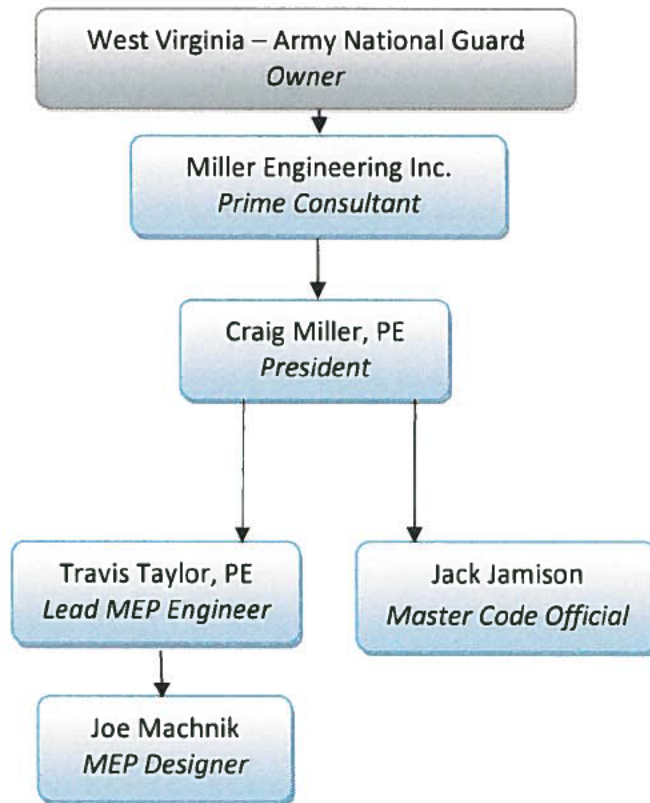 West Virginia – Army National Guard
Owner
Miller Engineering Inc.
Prime Consultant
Craig Miller, PE
President
Travis Taylor, PE
Lead MEP Engineer
Jack Jamison
Master Code Official
Joe Machnik
MEP Designer